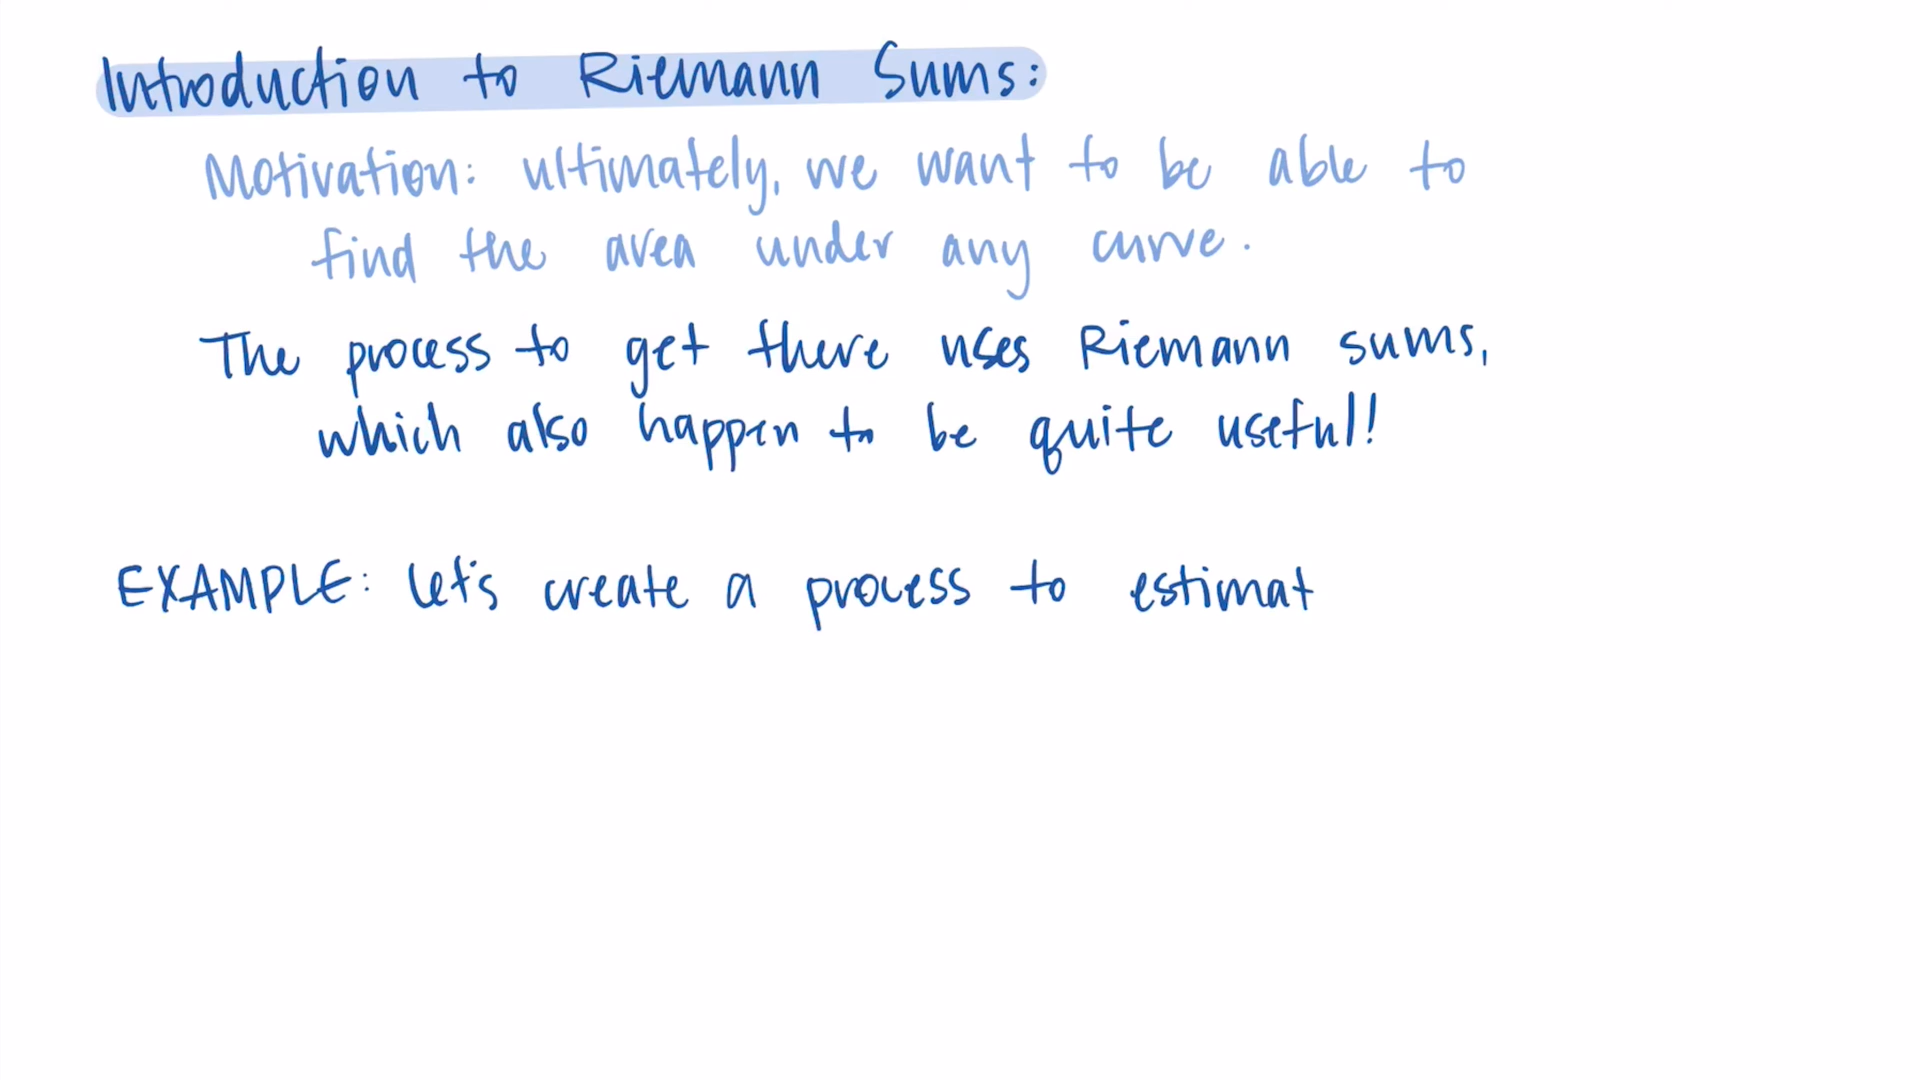 Introduction to Riemann Sums:
Motivation: ultimately, we want to be able to
find the area under any curve.
The process to get there uses Riemann sums,
which also happen to be quite useful!
EXAMPLE: let's create a process to estimat